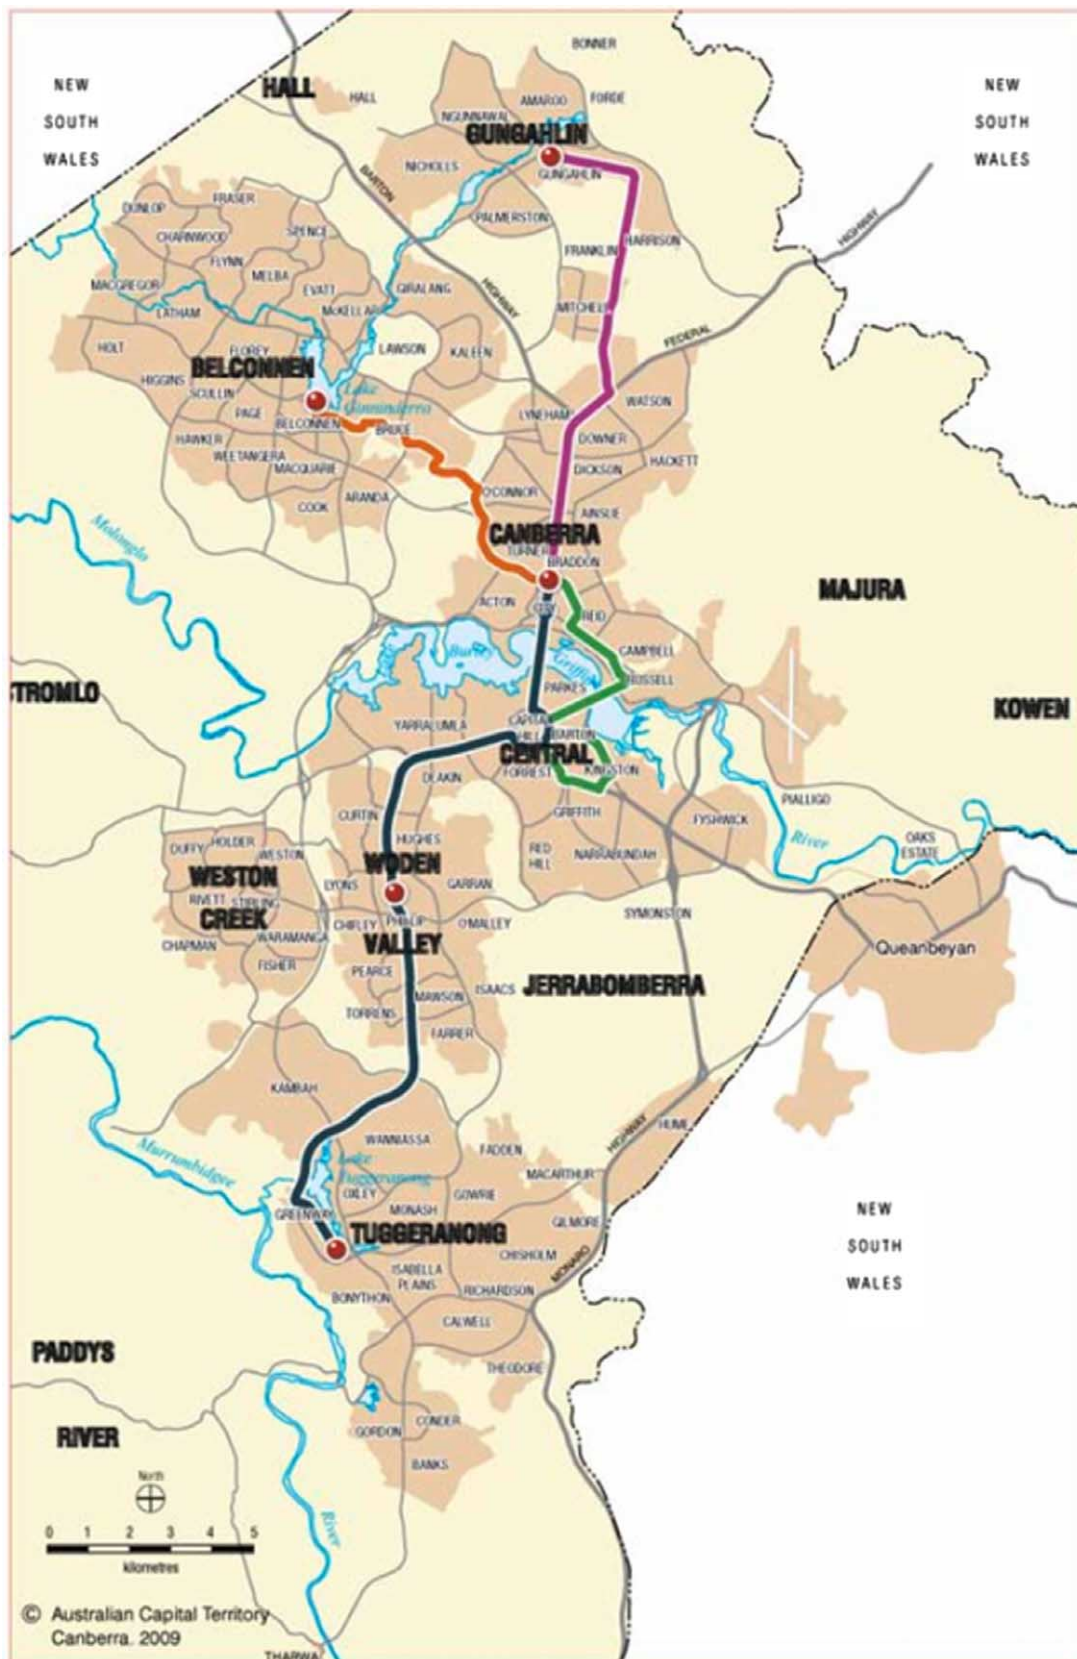 BONNER
NEW
SOUTH
WALES
HALL
HALL
AMAROO
FORDE
NEW
SOUTH
WALES
NGUNNAWAL
GUNGAHLIN
NICHOLLS
GUNGAHLIN
BARTON
FRASER
DUNLOP
PALMERSTON
CHARNWOOD
SPENCE
HIGHWAY
FRANKLIN
HARRISON
FLYNN
MELBA
MACGREGOR
EVATT
GIRALANG
HIGHWAY
LATHAM
McKELLAR
MITCHELL
FEDERAL
HOLT
FLOREY
LAWSON
KALEEN
BELCONNEN
HIGGINS
SCULLIN
Lake
Ginninderra
WATSON
PAGE
BELCONNEN
BRUCE
LYNEHAM
HAWKER
DOWNER
WEETANGERA
MACQUARIE
DICKSON
HACKETT
COOK
ARANDA
O'CONNOR
AINSLIE
Molonglo
CANBERRA
TURNER
BRADDON
MAJURA
ACTON
CITY
REID
CAMPBELL
Burley
Griffin
RUSSELL
PARKES
STROMLO
KOWEN
YARRALUMLA
CAPITAL
HILL
BARTON
CENTRAL
FORREST
KINGSTON
DEAKIN
PIALLIGO
CURTIN
GRIFFITH
FYSHWICK
HUGHES
River
OAKS
ESTATE
DUFFY
HOLDER
WESTON
RED
HILL
NARRABUNDAH
WODEN
WESTON
LYONS
GARRAN
RIVETT
STIRLING
CREEK
CHIFLEY
PHILLIP
O'MALLEY
SYMONSTON
CHAPMAN
WARAMANGA
VALLEY
Queanbeyan
FISHER
PEARCE
ISAACS
JERRABOMBERRA
MAWSON
TORRENS
FARRER
KAMBAH
WANNIASSA
FADDEN
HIGHWAY
HUME
Murrumbidgee
Lake
Tuggeranong
MACARTHUR
OXLEY
GOWRIE
GREENWAY
MONASH
GILMORE
NEW
SOUTH
WALES
TUGGERANONG
CHISHOLM
MONARO
ISABELLA
PLAINS
RICHARDSON
BONYTHON
CALWELL
PADDYS
THEODORE
RIVER
GORDON
CONDER
BANKS
North
River
0 1 2 3 4 5
kilometres
© Australian Capital Territory
Canberra. 2009
THARWA